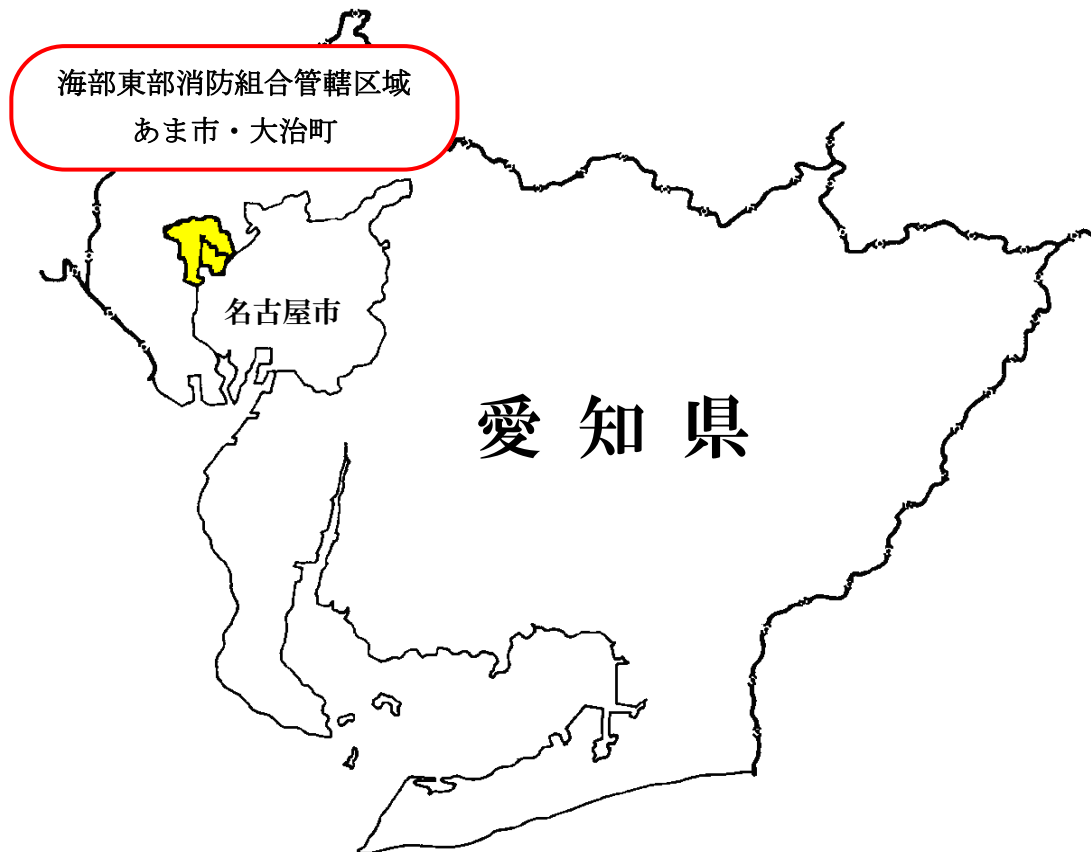 海部東部消防組合管轄区域
あま市・大治町
名古屋市
愛知県